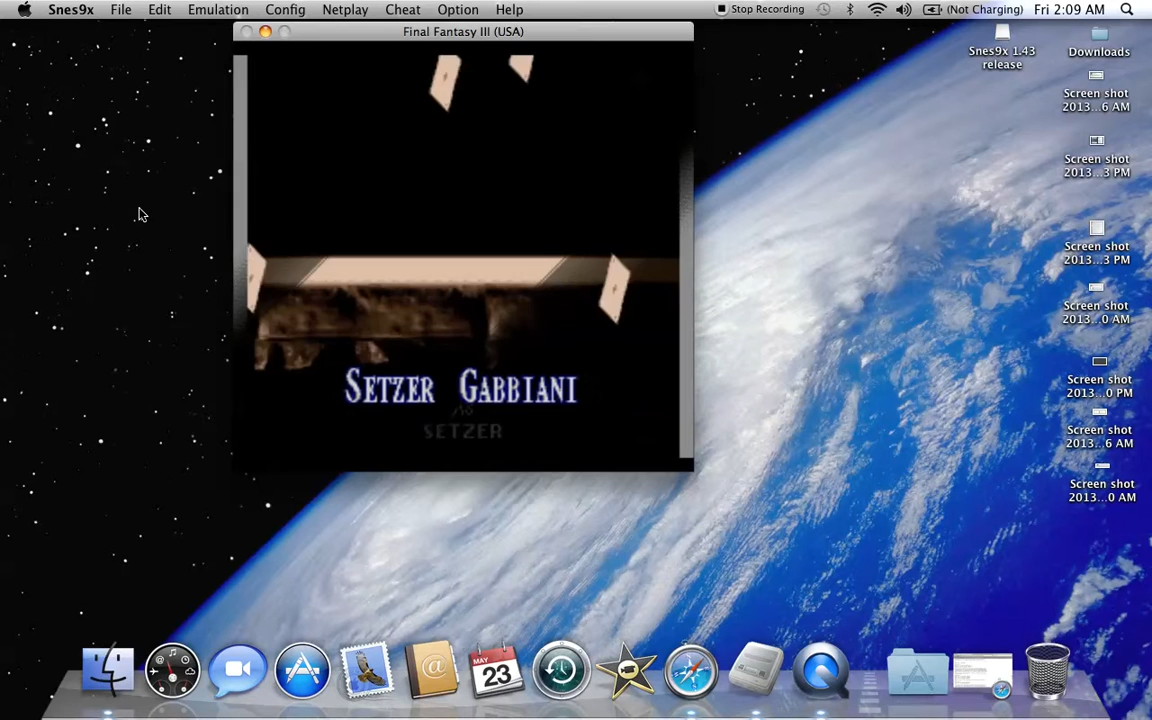 Snes9x File Edit Emulation Config Netplay Cheat Option Help Stop Recording (Not Charging) Fri 2:09 AM
Final Fantasy III (USA)
Snes9x 1.43
release
Downloads
Screen shot
2013...6 AM
Screen shot
2013...3 PM
Screen shot
2013...3 PM
Screen shot
2013...0 AM
Screen shot
2013...0 PM
Screen shot
2013...6 AM
Screen shot
2013...0 AM
SETZER GABBIANI
as
SETZER
MAY
23